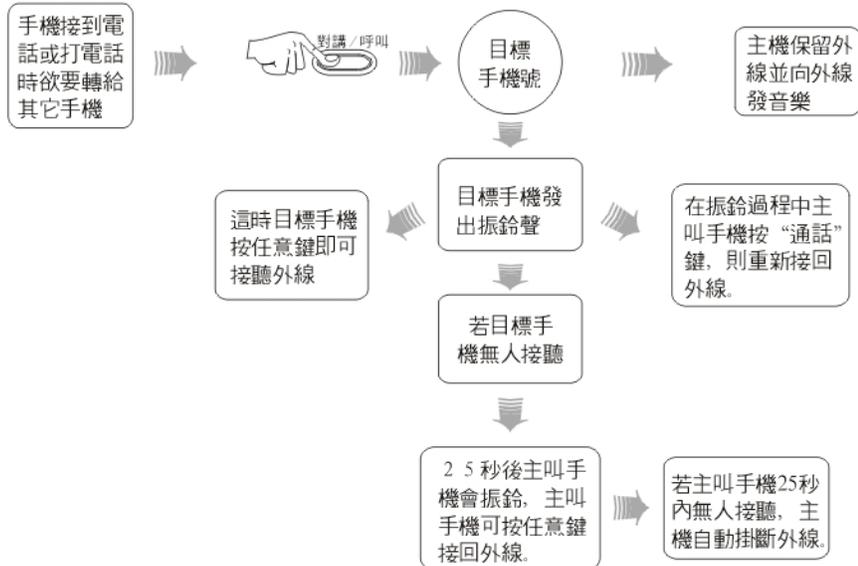 手機接到電
話或打電話
時欲要轉給
其它手機
對講/呼叫
目標
手機號
主機保留外
線並向外線
發音樂
目標手機發
出振鈴聲
這時目標手機
按任意鍵即可
接聽外線
在振鈴過程中主
叫手機按“通話”
鍵,則重新接回
外線。
若目標手
機無人接聽
25秒後主叫手
機會振鈴,主叫
手機可按任意鍵
接回外線。
若主叫手機25秒
內無人接聽,主
機自動掛斷外線。